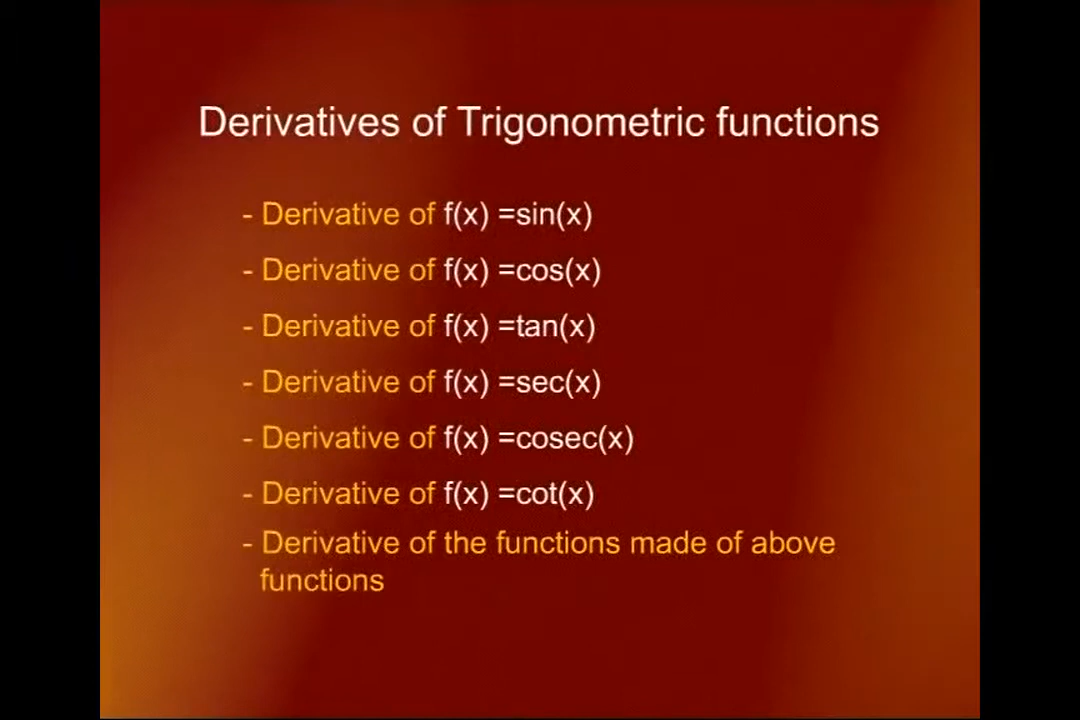 Derivatives of Trigonometric functions
- Derivative of f(x) =sin(x)
- Derivative of f(x) =cos(x)
- Derivative of f(x) =tan(x)
- Derivative of f(x) =sec(x)
- Derivative of f(x) =cosec(x)
- Derivative of f(x) =cot(x)
- Derivative of the functions made of above
functions